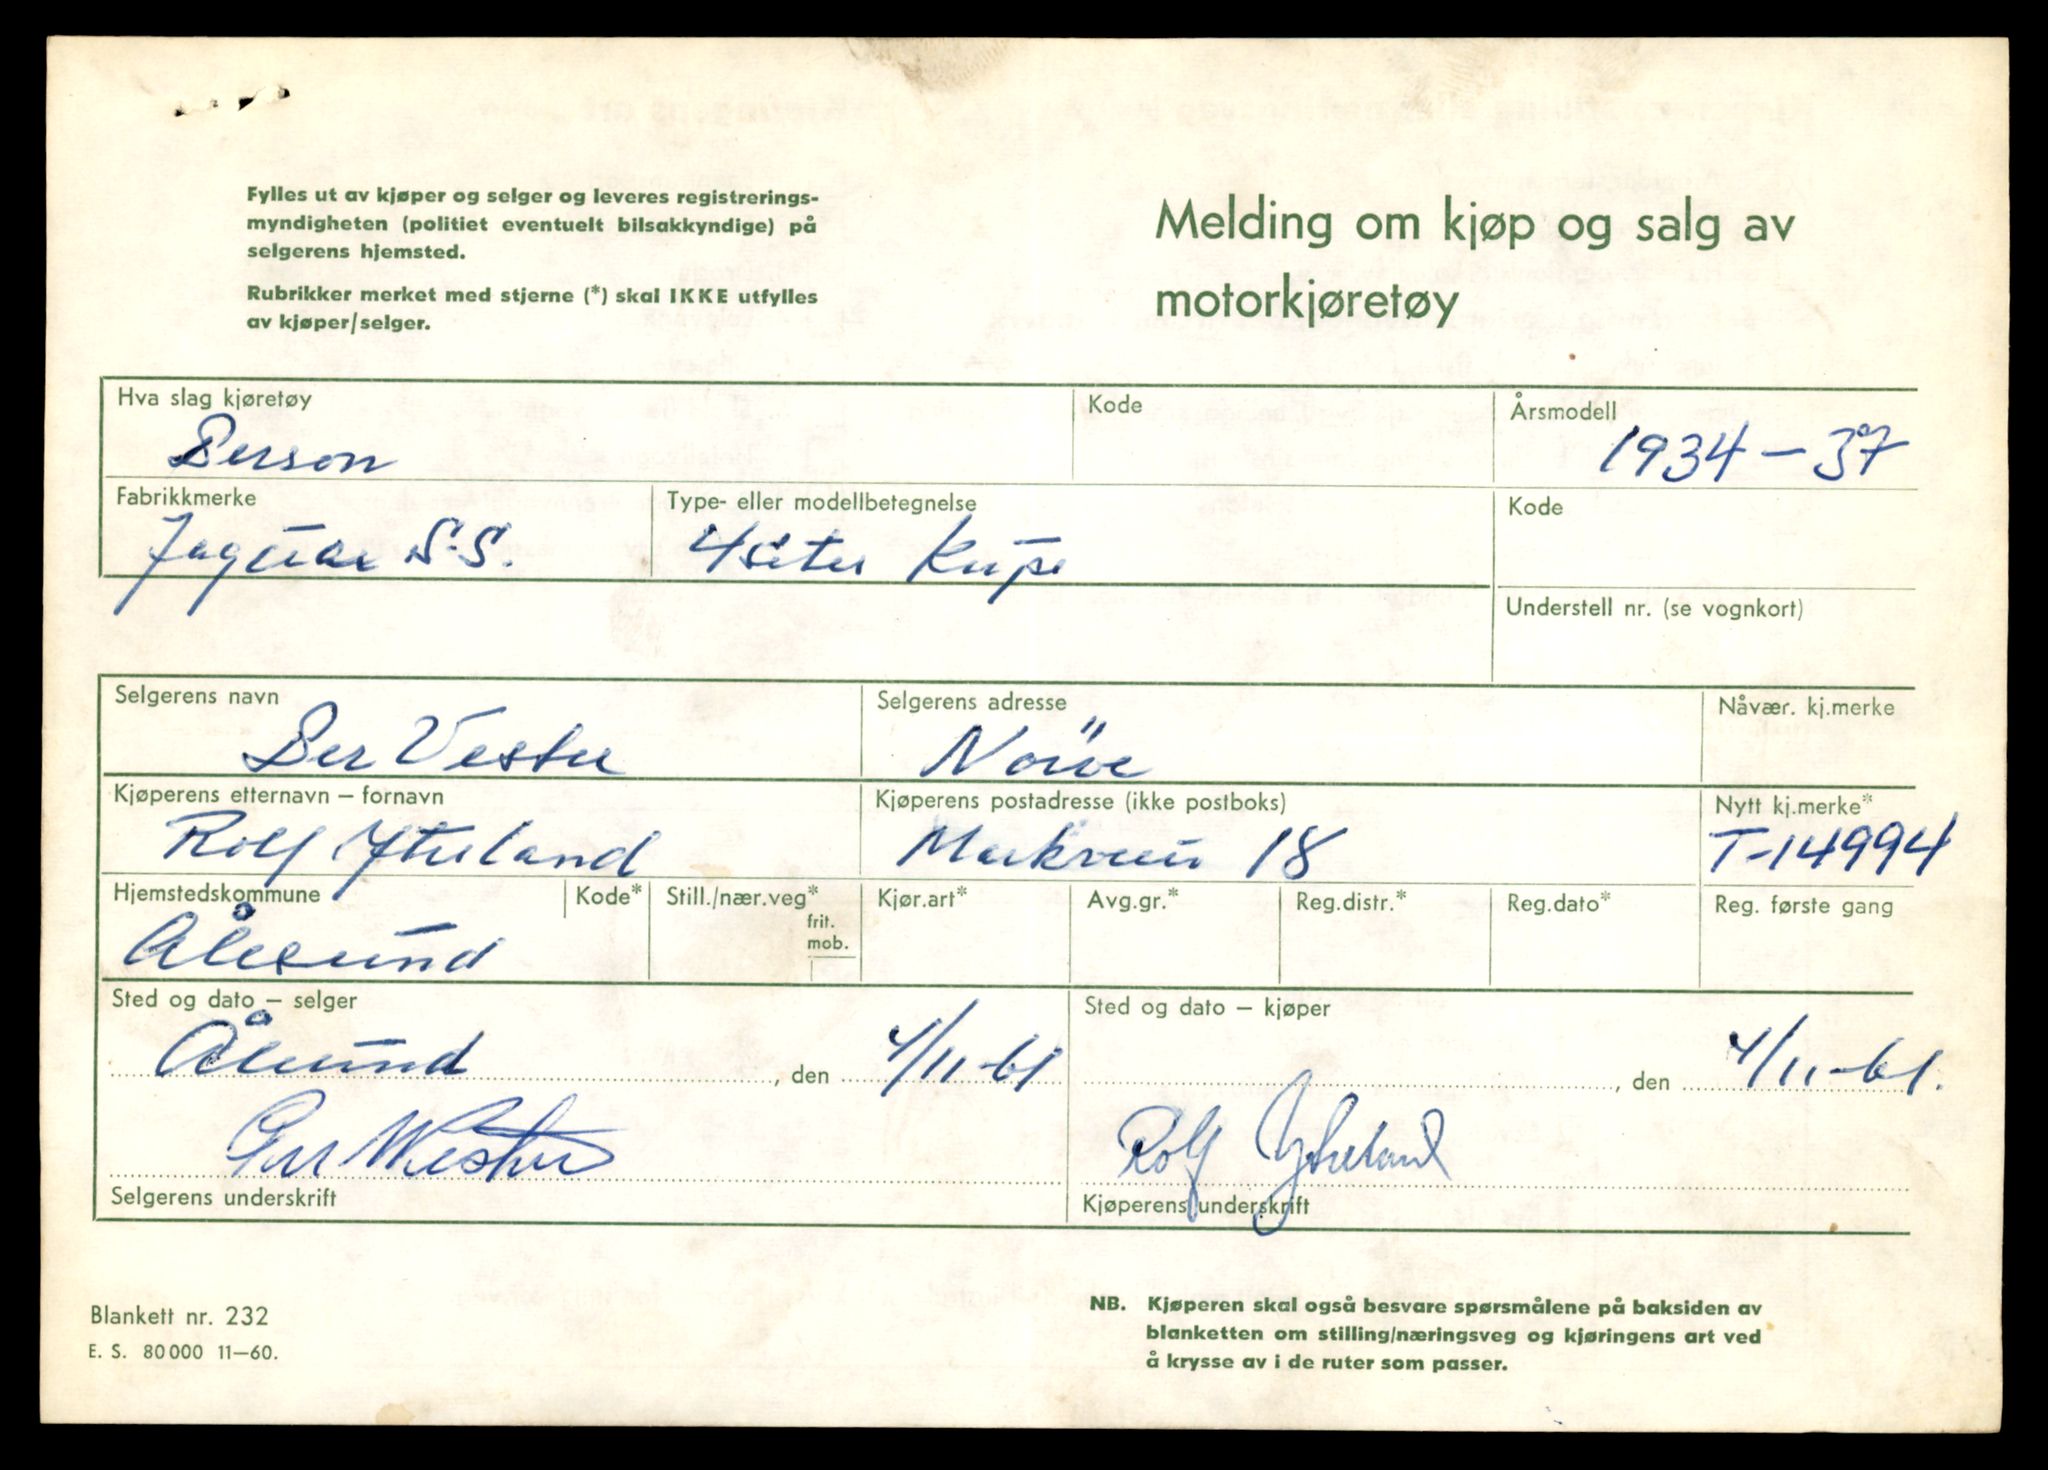 Fylles ut av kjøper og selger og leveres registrerings-
myndigheten (politiet eventuelt bilsakkyndige) på
selgerens hjemsted.
Rubrikker merket med stjerne (*) skal IKKE utfylles
av kjøper/selger.
Melding om kjøp og salg av
motorkjøretøy
Hva slag kjøretøy
Person
Kode
Årsmodell
1934 – 37
Fabrikkmerke
Jaguar S.S.
Type- eller modellbetegnelse
4 seter Kupe
Kode
Understell nr. (se vognkort)
Selgerens navn
Per Vester
Selgerens adresse
Nåvær. kj.merke
Kjøperens etternavn – fornavn
Rolf Ytreland
Kjøperens postadresse (ikke postboks)
18
Nytt kj.merke*
T-14994
Hjemstedskommune
Ålesund
Kode*
Still./nær.veg*
frit.
mob.
Kjør.art*
Avg.gr.*
Reg.distr.*
Reg.dato*
Reg. første gang
Sted og dato – selger
Ålesund, den 4/11-61
Sted og dato – kjøper
, den 4/11-61.
Per Wester
Selgerens underskrift
Rolf Ytreland
Kjøperens underskrift
Blankett nr. 232
E. S. 80000 11–60.
NB. Kjøperen skal også besvare spørsmålene på baksiden av
blanketten om stilling/næringsveg og kjøringens art ved
å krysse av i de ruter som passer.